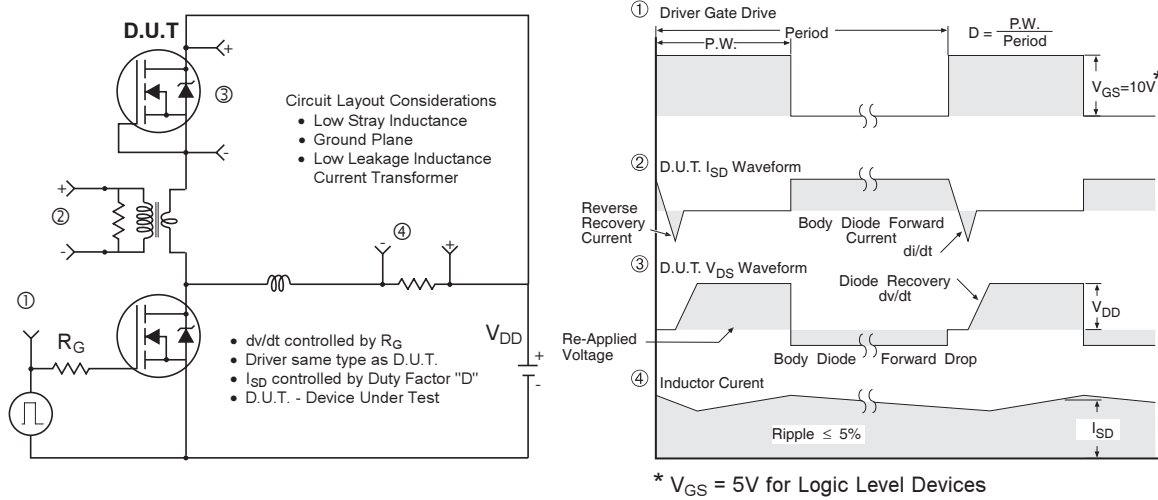 D.U.T
+
③
-
Circuit Layout Considerations
• Low Stray Inductance
• Ground Plane
• Low Leakage Inductance
Current Transformer
+
②
-
④
-
+
①
R_G
V_DD
+
-
• dv/dt controlled by R_G
• Driver same type as D.U.T.
• I_SD controlled by Duty Factor "D"
• D.U.T. - Device Under Test
① Driver Gate Drive
P.W.
Period
D = P.W. / Period
V_GS=10V*
② D.U.T. I_SD Waveform
Reverse
Recovery
Current
Body Diode Forward
Current
di/dt
③ D.U.T. V_DS Waveform
Diode Recovery
dv/dt
V_DD
Re-Applied
Voltage
Body Diode Forward Drop
④ Inductor Curent
Ripple ≤ 5%
I_SD
* V_GS = 5V for Logic Level Devices